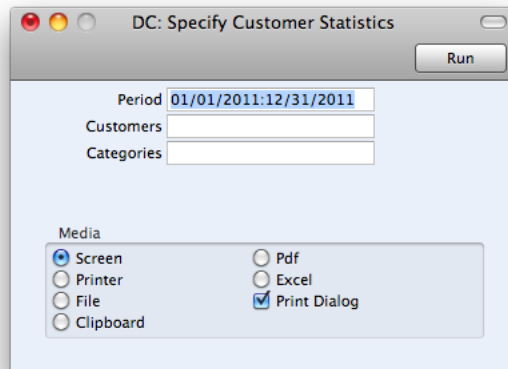 DC: Specify Customer Statistics
Run
Period 01/01/2011:12/31/2011
Customers
Categories
Media
Screen
Pdf
Printer
Excel
File
Print Dialog
Clipboard